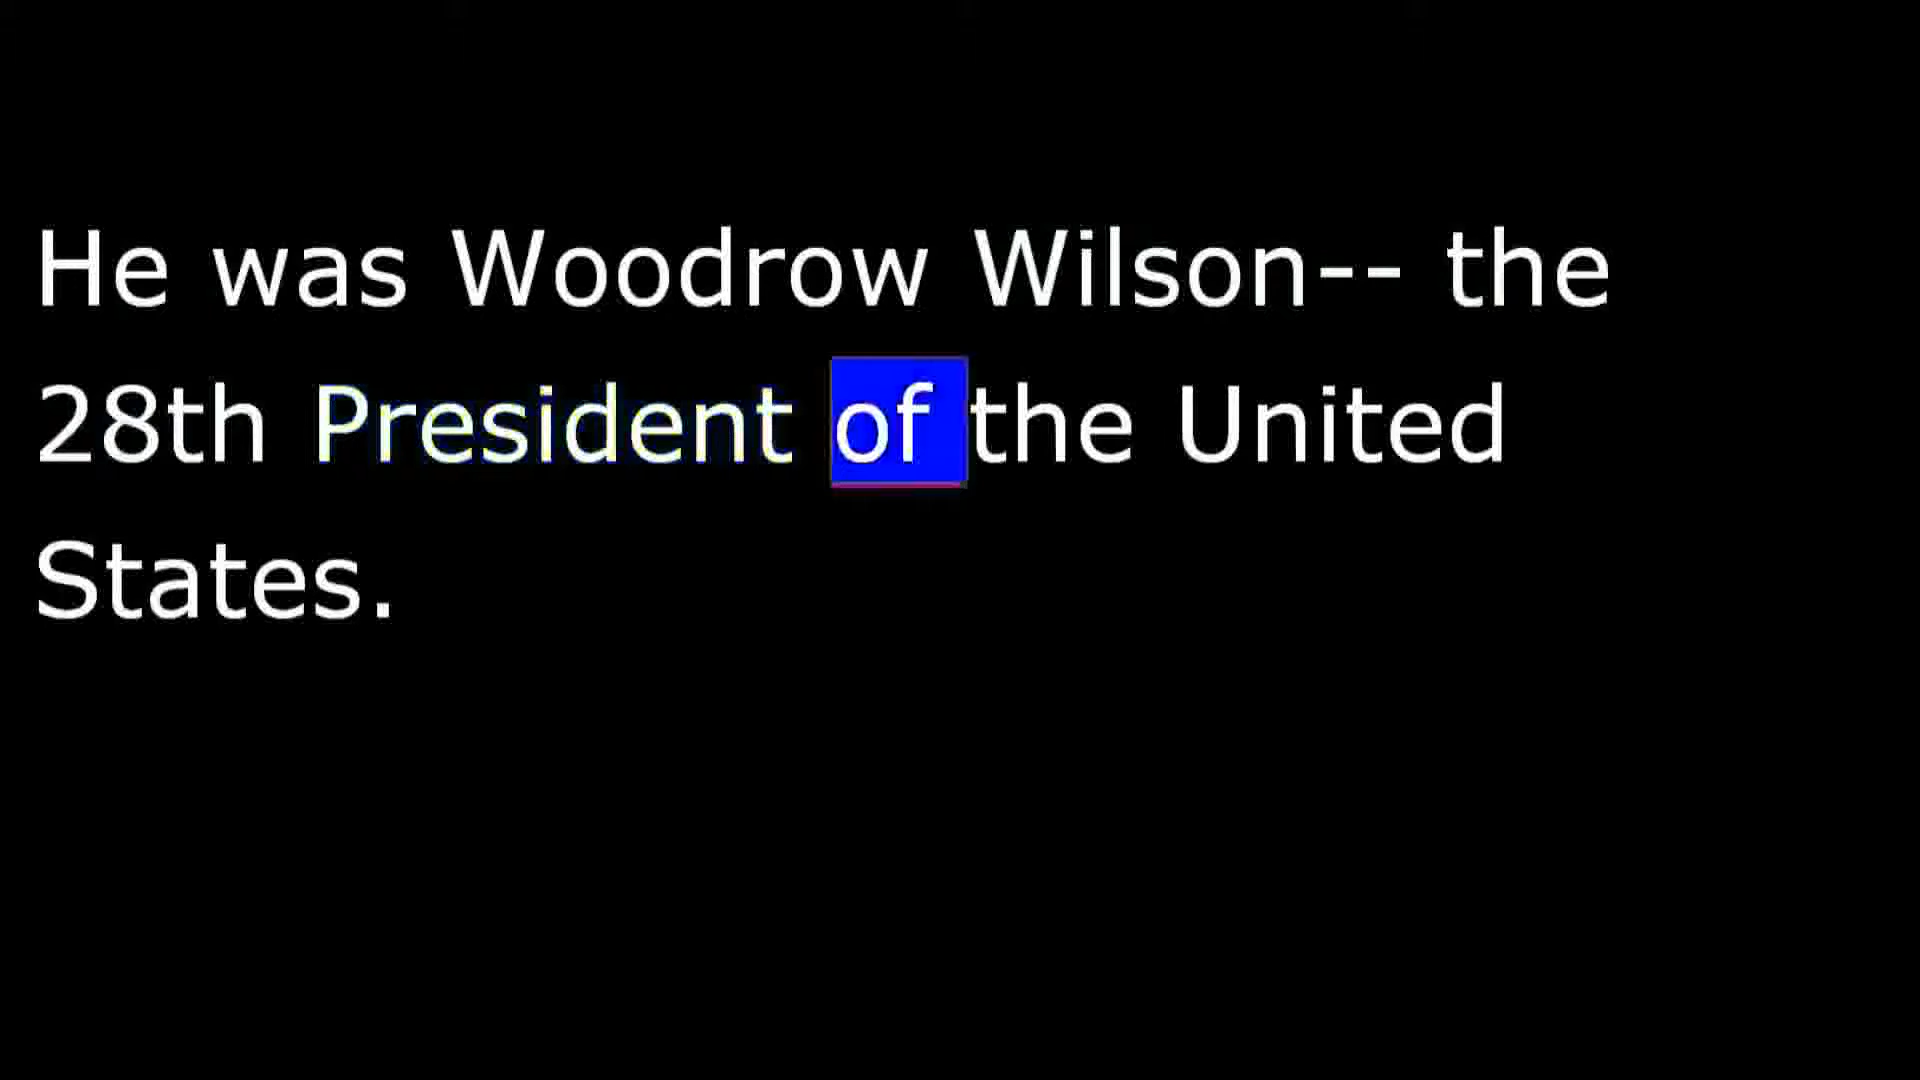 He was Woodrow Wilson-- the
28th President of the United
States.